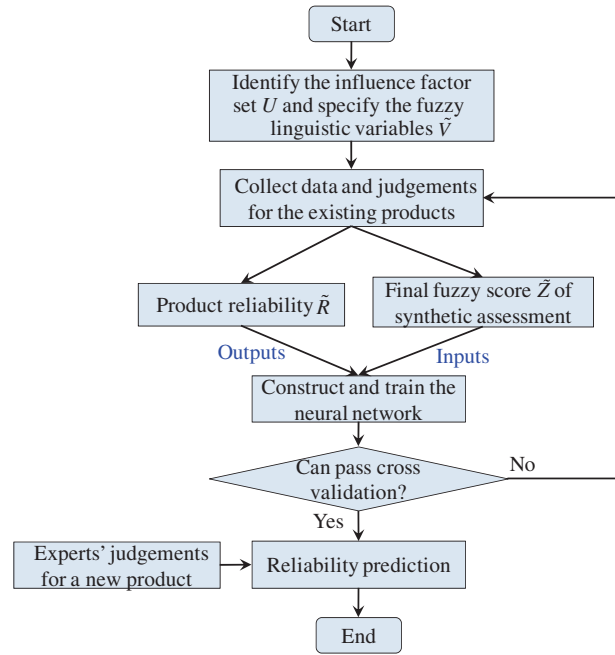 Start
Identify the influence factor
set U and specify the fuzzy
linguistic variables Ṽ
Collect data and judgements
for the existing products
Product reliability R̃
Final fuzzy score Z̃ of
synthetic assessment
Outputs
Inputs
Construct and train the
neural network
Can pass cross
validation?
No
Yes
Experts’ judgements
for a new product
Reliability prediction
End